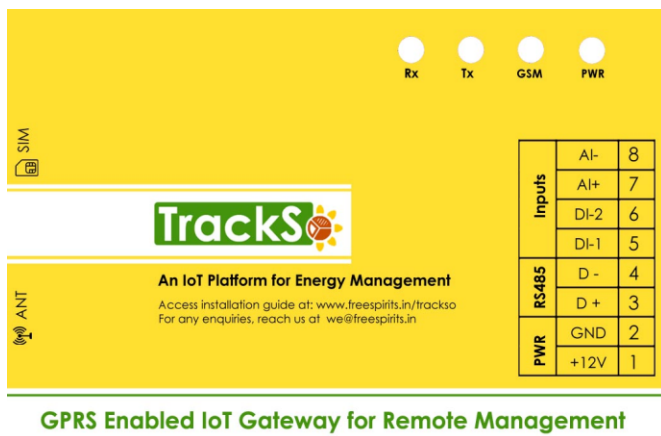 Rx Tx GSM PWR
SIM
Inputs
AI- 8
AI+ 7
DI-2 6
DI-1 5
RS485
D - 4
D + 3
PWR
GND 2
+12V 1
TrackSo
An IoT Platform for Energy Management
Access installation guide at: www.freespirits.in/trackso
For any enquiries, reach us at we@freespirits.in
ANT
GPRS Enabled IoT Gateway for Remote Management